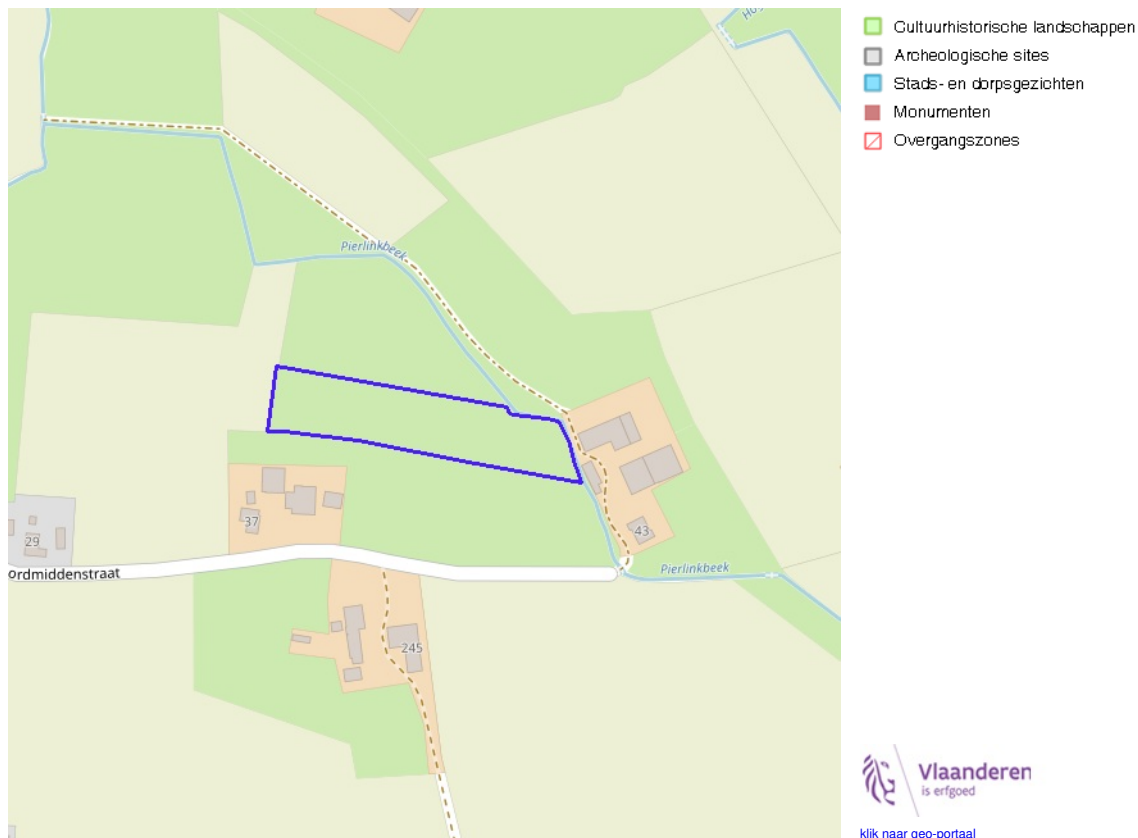 Cultuurhistorische landschappen
Archeologische sites
Stads- en dorpsgezichten
Monumenten
Overgangszones
Pierlinkbeek
37
29
43
ordmiddenstraat
Pierlinkbeek
245
Vlaanderen
is erfgoed
klik naar geo-portaal